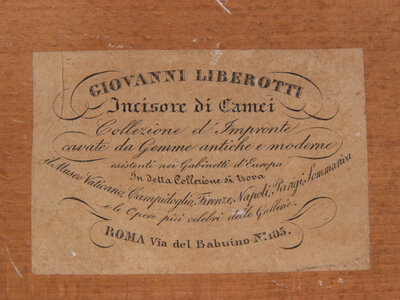 GIOVANNI LIBEROTTI
Incisore di Camei
Collezione d'Impronte
cavate da Gemme antiche e moderne
esistenti nei Gabinetti d'Europa
In detta Collezione si trova
il Museo Vaticano, Campidoglio, Firenze, Napoli, Parigi, Sommariva
e le Opere più celebri delle Gallerie.
ROMA Via del Babuino No. 105.